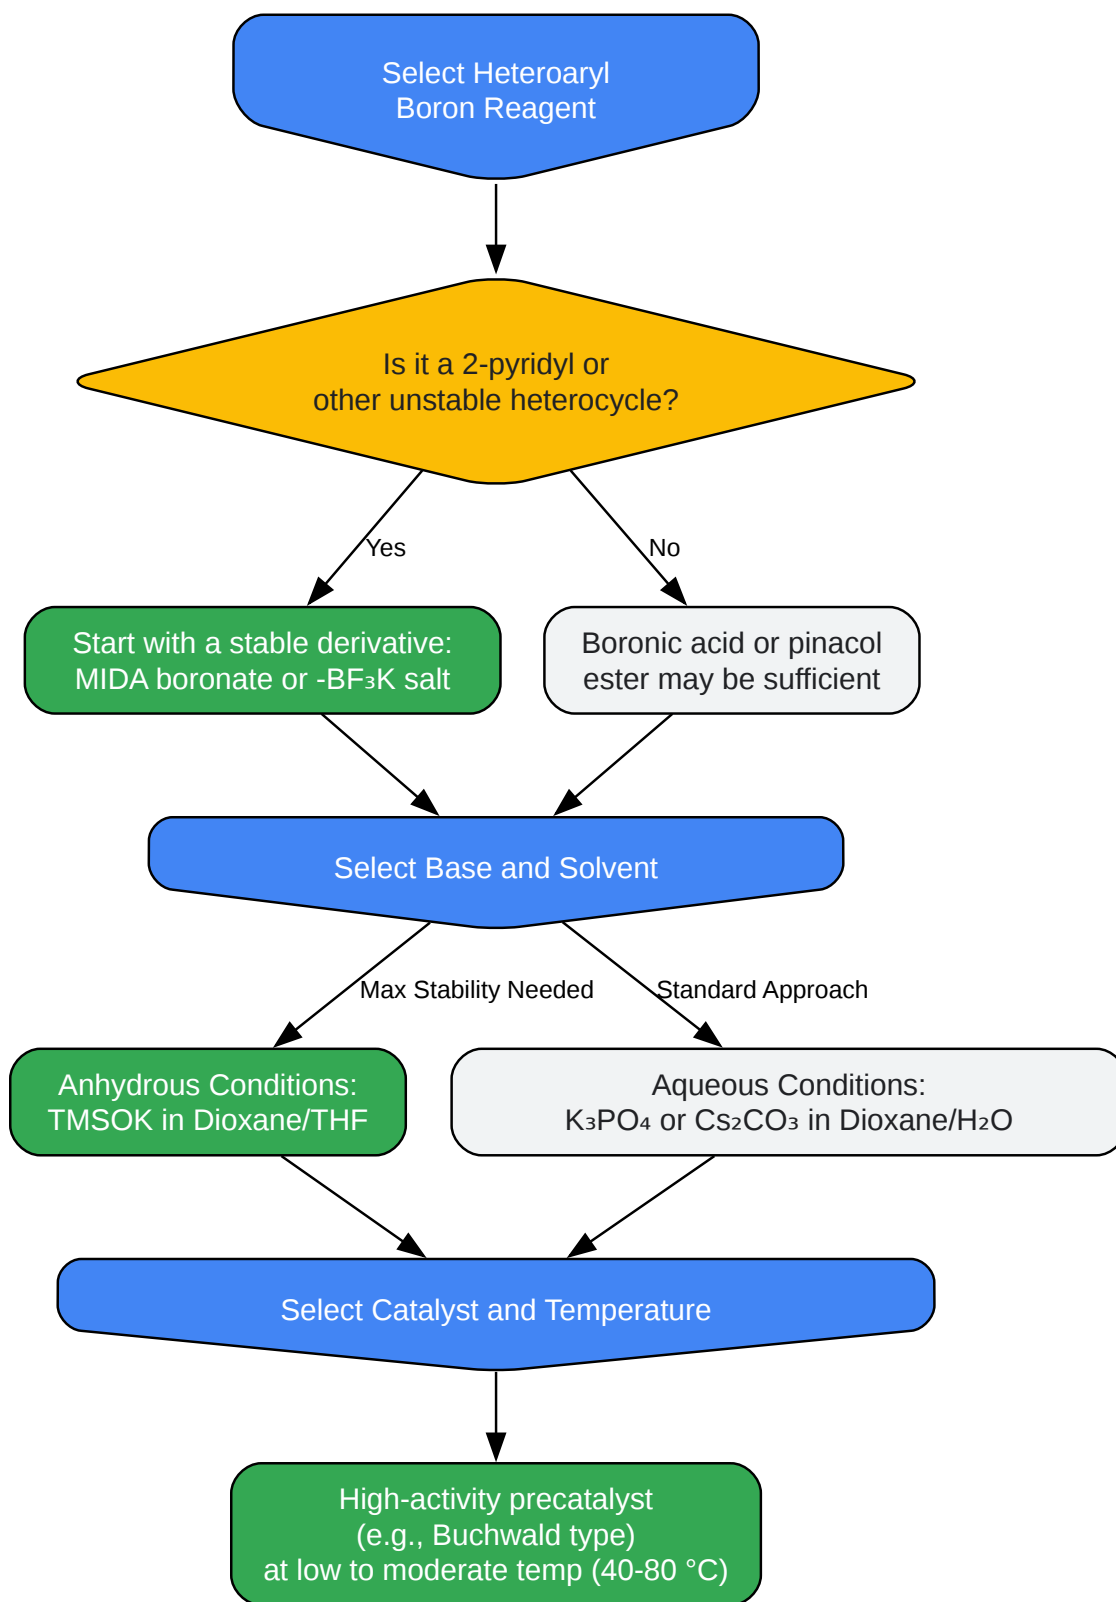 Select Heteroaryl
Boron Reagent
Is it a 2-pyridyl or
other unstable heterocycle?
Yes
No
Start with a stable derivative:
MIDA boronate or -BF₃K salt
Boronic acid or pinacol
ester may be sufficient
Select Base and Solvent
Max Stability Needed
Standard Approach
Anhydrous Conditions:
TMSOK in Dioxane/THF
Aqueous Conditions:
K₃PO₄ or Cs₂CO₃ in Dioxane/H₂O
Select Catalyst and Temperature
High-activity precatalyst
(e.g., Buchwald type)
at low to moderate temp (40-80 °C)